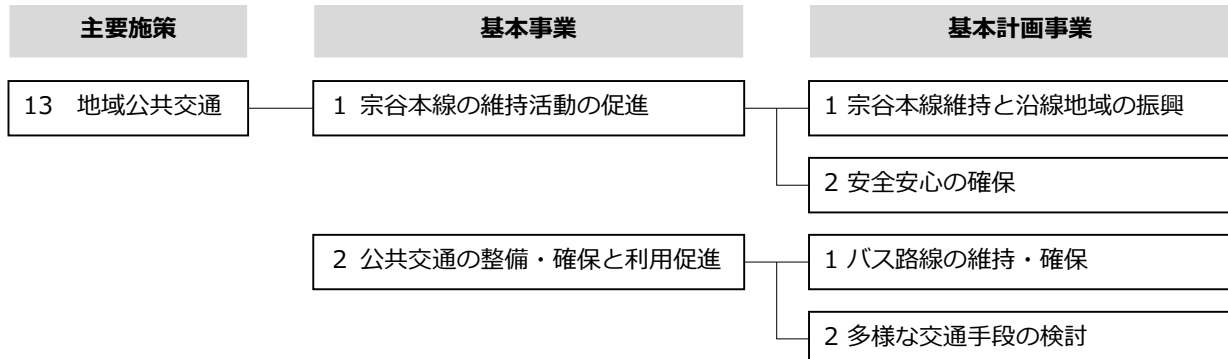 主要施策
基本事業
基本計画事業
13　地域公共交通
1 宗谷本線の維持活動の促進
1 宗谷本線維持と沿線地域の振興
2 安全安心の確保
2 公共交通の整備・確保と利用促進
1 バス路線の維持・確保
2 多様な交通手段の検討